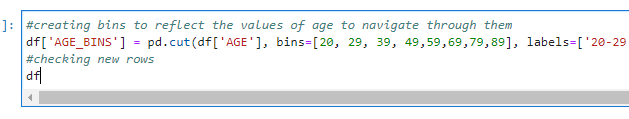 ]: #creating bins to reflect the values of age to navigate through them
df['AGE_BINS'] = pd.cut(df['AGE'], bins=[20, 29, 39, 49,59,69,79,89], labels=['20-29
#checking new rows
df